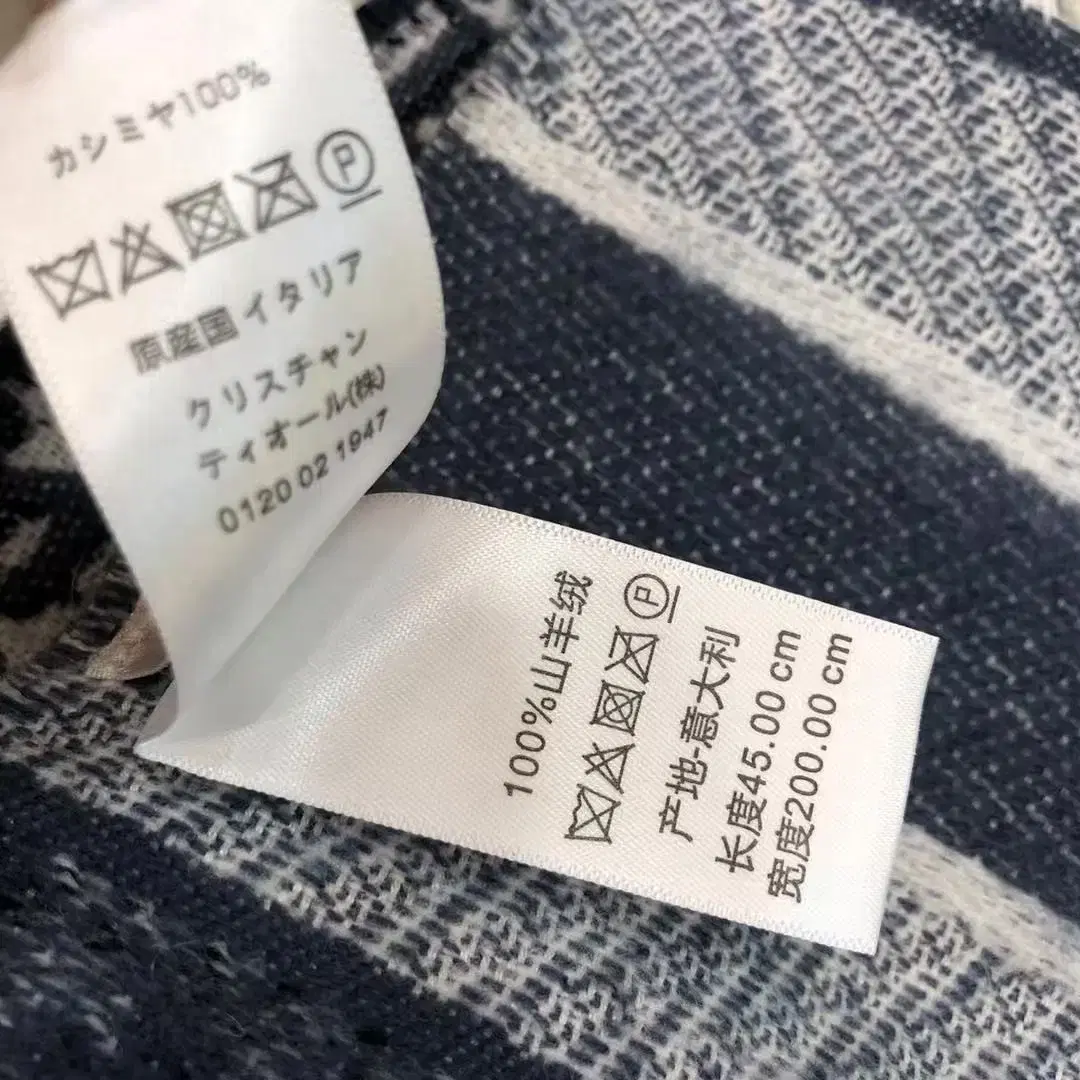 カシミヤ100%
P
原産国 イタリア
クリスチャン
ディオール(株)
0120 02 1947
100%山羊绒
P
产地-意大利
长度45.00 cm
宽度200.00 cm